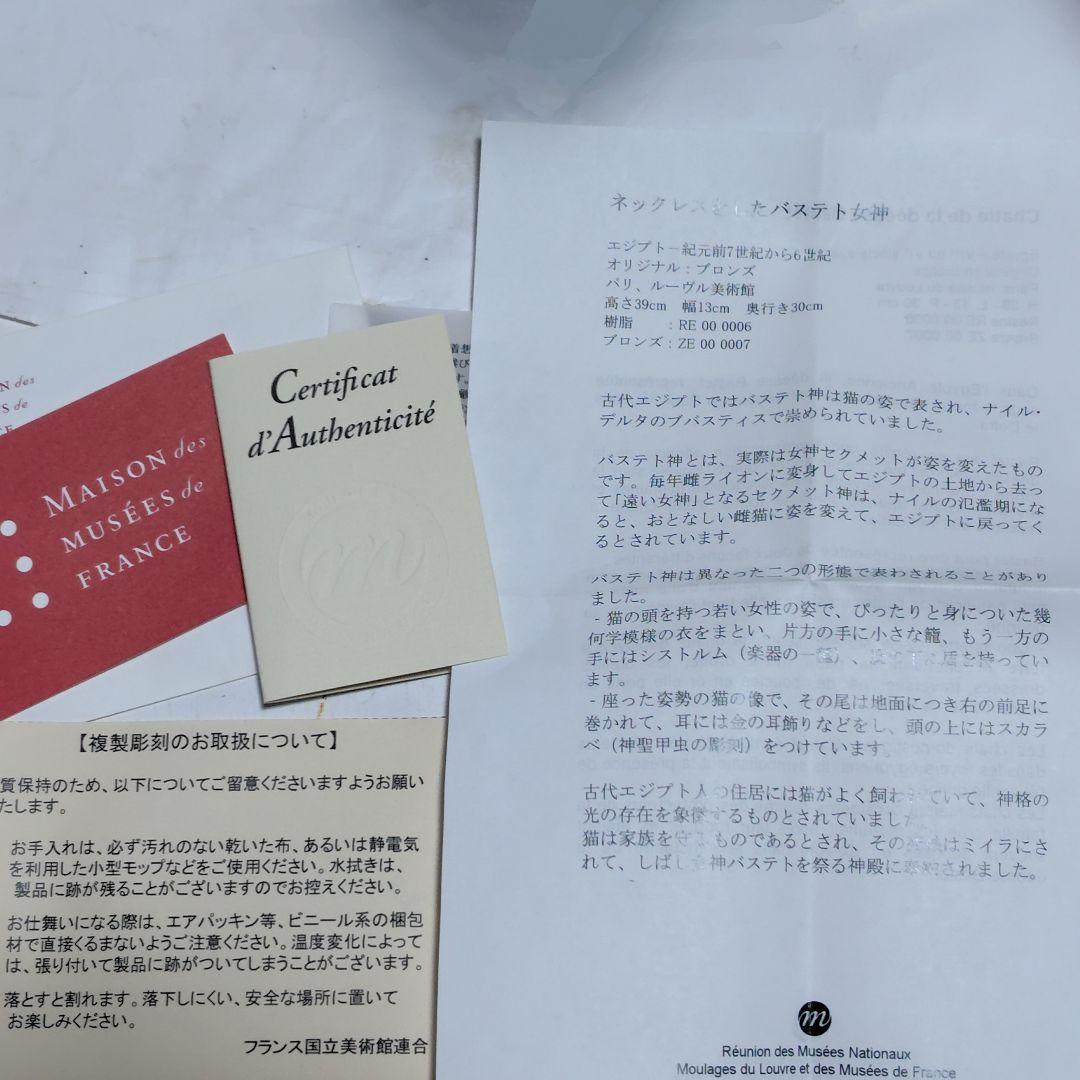 ON des
ES de
CE
MAISON des
MUSÉES de
FRANCE
Certificat
d'Authenticité
m
【複製彫刻のお取扱について】
質保持のため、以下についてご留意くださいますようお願い
たします。
お手入れは、必ず汚れのない乾いた布、あるいは静電気
を利用した小型モップなどをご使用ください。水拭きは、
製品に跡が残ることがございますのでお控えください。
お仕舞いになる際は、エアパッキン等、ビニール系の梱包
材で直接くるまないようご注意ください。温度変化によって
は、張り付いて製品に跡がついてしまうことがございます。
落とすと割れます。落下しにくい、安全な場所に置いて
お楽しみください。
フランス国立美術館連合
ネックレスをしたバステト女神
エジプト－紀元前7世紀から6世紀
オリジナル：ブロンズ
パリ、ルーヴル美術館
高さ39cm 幅13cm 奥行き30cm
樹脂 ：RE 00 0006
ブロンズ：ZE 00 0007
古代エジプトではバステト神は猫の姿で表され、ナイル・
デルタのブバスティスで崇められていました。
バステト神とは、実際は女神セクメットが姿を変えたもの
です。毎年雌ライオンに変身してエジプトの土地から去っ
て「遠い女神」となるセクメット神は、ナイルの氾濫期にな
ると、おとなしい雌猫に姿を変えて、エジプトに戻ってく
るとされています。
バステト神は異なった二つの形態で表わされることがあり
ました。
- 猫の頭を持つ若い女性の姿で、ぴったりと身についた幾
何学模様の衣をまとい、片方の手に小さな籠、もう一方の
手にはシストルム（楽器の一種）、 盾を持ってい
ます。
- 座った姿勢の猫の像で、その尾は地面につき右の前足に
巻かれて、耳には金の耳飾りなどをし、頭の上にはスカラ
ベ（神聖甲虫の彫刻）をつけています。
古代エジプト人の住居には猫がよく飼われていて、神格の
光の存在を象徴するものとされていました
猫は家族を守るものであるとされ、その はミイラにさ
れて、しばしば女神バステトを祭る神殿に されました。
m
Réunion des Musées Nationaux
Moulages du Louvre et des Musées de France